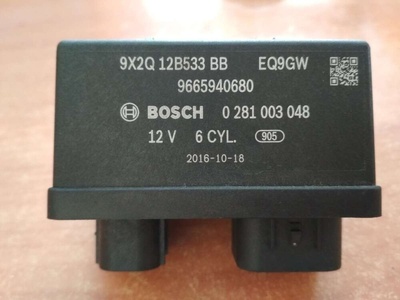 9X2Q 12B533 BB EQ9GW
9665940680
BOSCH 0 281 003 048
12 V 6 CYL. 905
2016-10-18